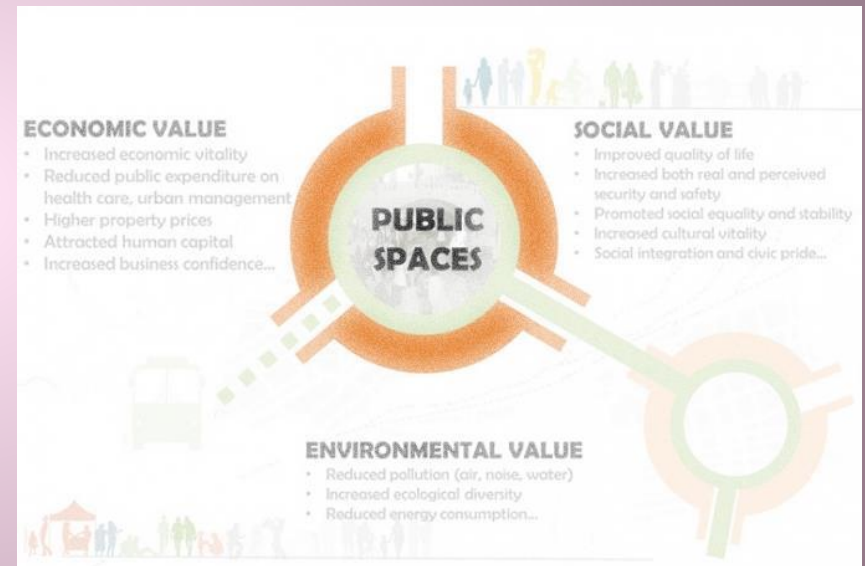 ECONOMIC VALUE
• Increased economic vitality
• Reduced public expenditure on
health care, urban management
• Higher property prices
• Attracted human capital
• Increased business confidence...
PUBLIC
SPACES
SOCIAL VALUE
• Improved quality of life
• Increased both real and perceived
security and safety
• Promoted social equality and stability
• Increased cultural vitality
• Social integration and civic pride...
ENVIRONMENTAL VALUE
• Reduced pollution (air, noise, water)
• Increased ecological diversity
• Reduced energy consumption...